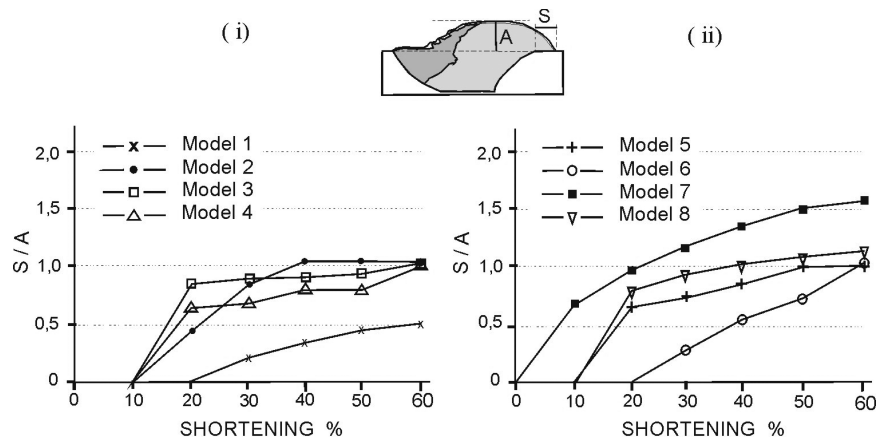 ( i )
S
A
( ii )
Model 1
Model 2
Model 3
Model 4
2,0
1,5
1,0
0,5
0
S / A
0
10
20
30
40
50
60
SHORTENING %
Model 5
Model 6
Model 7
Model 8
2,0
1,5
1,0
0,5
0
S / A
0
10
20
30
40
50
60
SHORTENING %